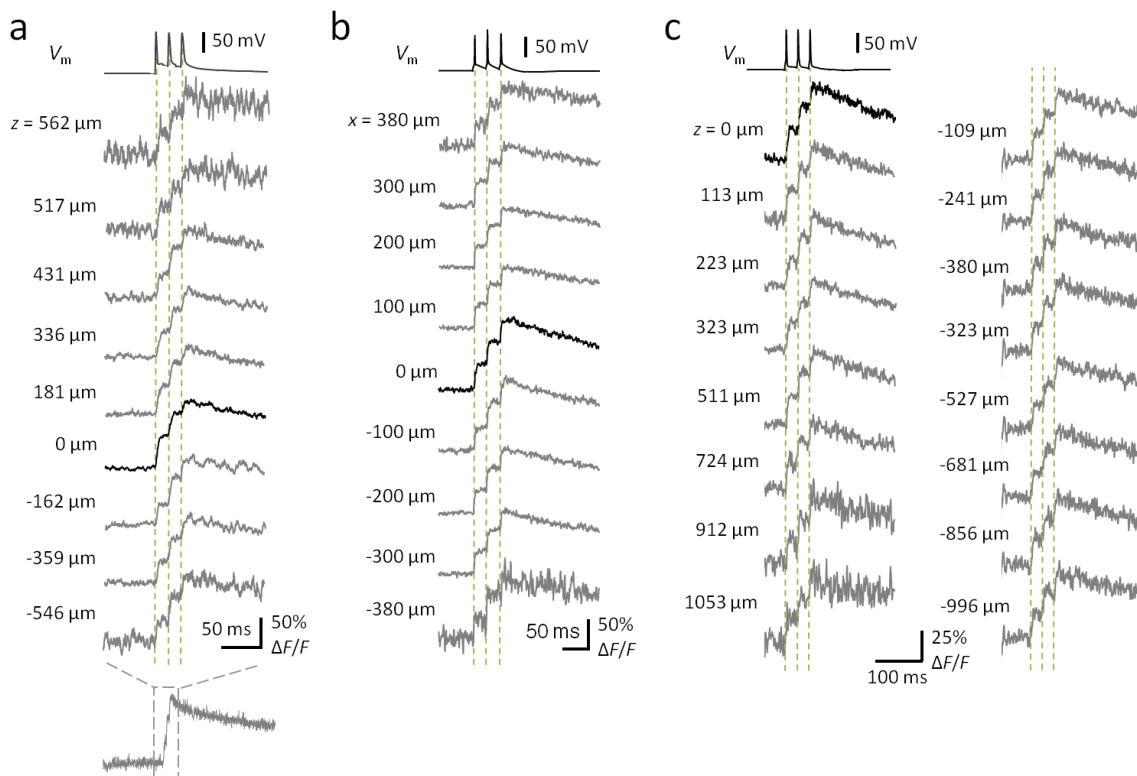 a
Vm
50 mV
z = 562 µm
517 µm
431 µm
336 µm
181 µm
0 µm
-162 µm
-359 µm
-546 µm
50 ms
50%
ΔF/F
b
Vm
50 mV
x = 380 µm
300 µm
200 µm
100 µm
0 µm
-100 µm
-200 µm
-300 µm
-380 µm
50 ms
50%
ΔF/F
c
Vm
50 mV
z = 0 µm
113 µm
223 µm
323 µm
511 µm
724 µm
912 µm
1053 µm
-109 µm
-241 µm
-380 µm
-323 µm
-527 µm
-681 µm
-856 µm
-996 µm
25%
ΔF/F
100 ms